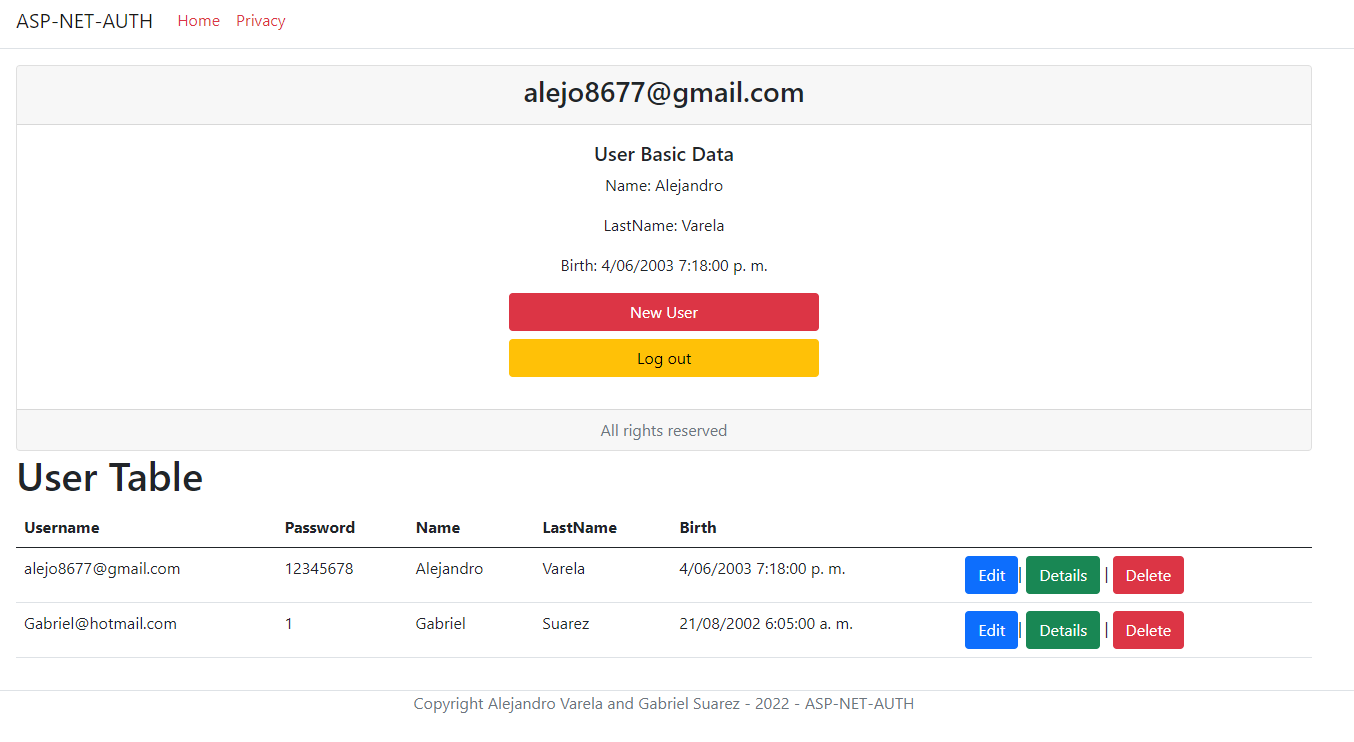 ASP-NET-AUTH Home Privacy
alejo8677@gmail.com
User Basic Data
Name: Alejandro
LastName: Varela
Birth: 4/06/2003 7:18:00 p. m.
New User
Log out
All rights reserved
User Table
Username Password Name LastName Birth
alejo8677@gmail.com 12345678 Alejandro Varela 4/06/2003 7:18:00 p. m. Edit | Details | Delete
Gabriel@hotmail.com 1 Gabriel Suarez 21/08/2002 6:05:00 a. m. Edit | Details | Delete
Copyright Alejandro Varela and Gabriel Suarez - 2022 - ASP-NET-AUTH